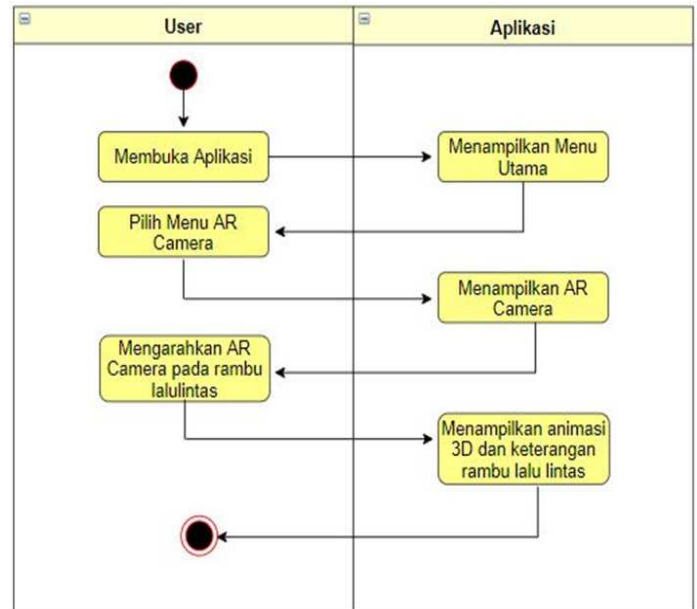 User
Aplikasi
Membuka Aplikasi
Menampilkan Menu
Utama
Pilih Menu AR
Camera
Menampilkan AR
Camera
Mengarahkan AR
Camera pada rambu
lalulintas
Menampilkan animasi
3D dan keterangan
rambu lalu lintas